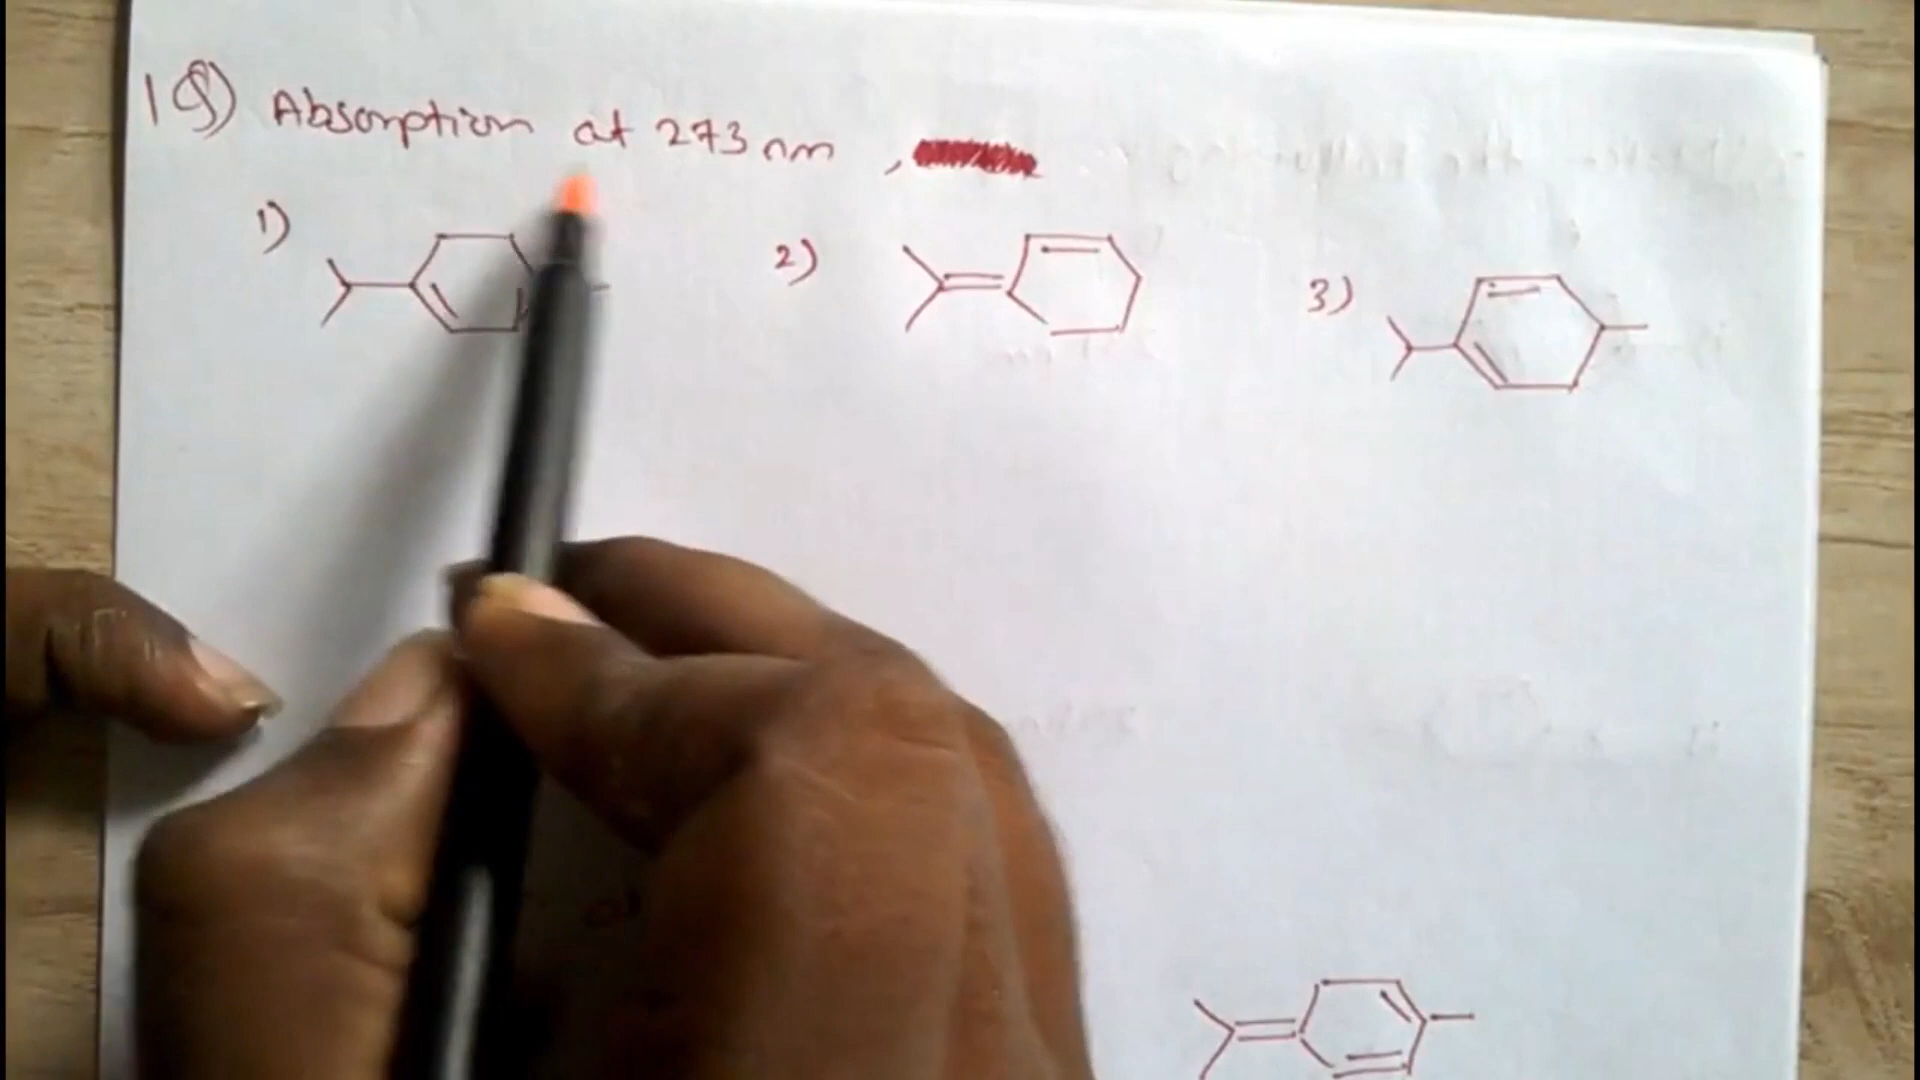 1Q) Absorption at 273 nm,
1) 2) 3)